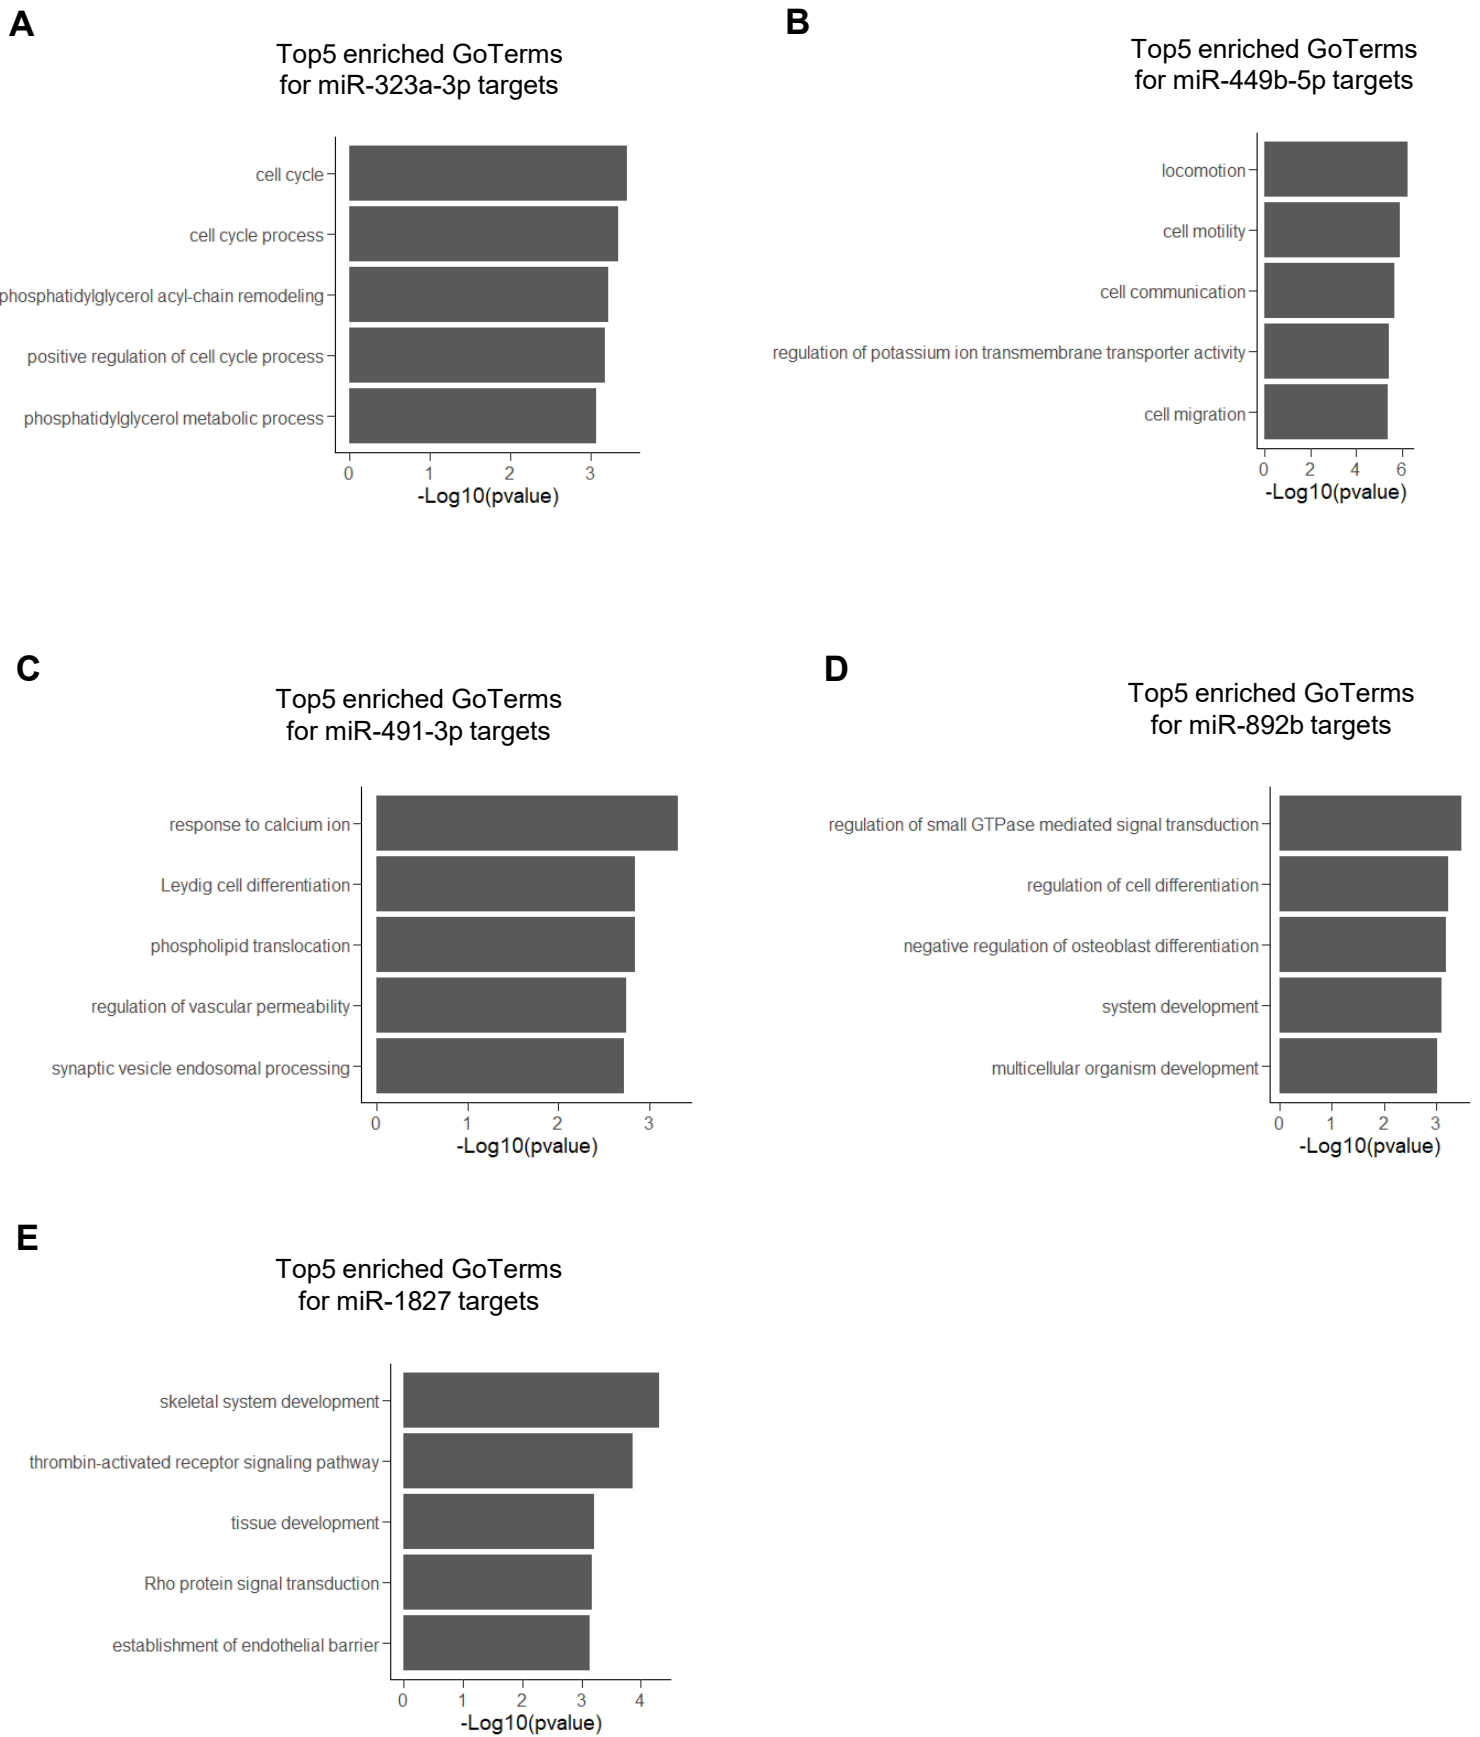 A
Top5 enriched GoTerms
for miR-323a-3p targets
cell cycle
cell cycle process
phosphatidylglycerol acyl-chain remodeling
positive regulation of cell cycle process
phosphatidylglycerol metabolic process
0 1 2 3
-Log10(pvalue)
B
Top5 enriched GoTerms
for miR-449b-5p targets
locomotion
cell motility
cell communication
regulation of potassium ion transmembrane transporter activity
cell migration
0 2 4 6
-Log10(pvalue)
C
Top5 enriched GoTerms
for miR-491-3p targets
response to calcium ion
Leydig cell differentiation
phospholipid translocation
regulation of vascular permeability
synaptic vesicle endosomal processing
0 1 2 3
-Log10(pvalue)
D
Top5 enriched GoTerms
for miR-892b targets
regulation of small GTPase mediated signal transduction
regulation of cell differentiation
negative regulation of osteoblast differentiation
system development
multicellular organism development
0 1 2 3
-Log10(pvalue)
E
Top5 enriched GoTerms
for miR-1827 targets
skeletal system development
thrombin-activated receptor signaling pathway
tissue development
Rho protein signal transduction
establishment of endothelial barrier
0 1 2 3 4
-Log10(pvalue)